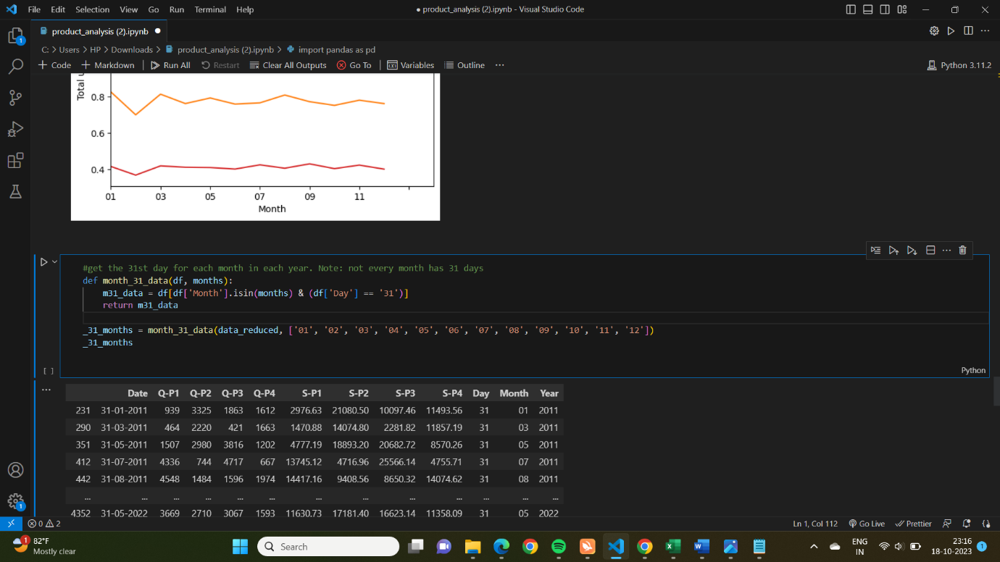 File Edit Selection View Go Run Terminal Help
● product_analysis (2).ipynb - Visual Studio Code
product_analysis (2).ipynb ●
C: > Users > HP > Downloads > product_analysis (2).ipynb > import pandas as pd
+ Code + Markdown | Run All Restart Clear All Outputs Go To | Variables Outline ...
Python 3.11.2
Total u
0.8
0.6
0.4
01 03 05 07 09 11
Month
#get the 31st day for each month in each year. Note: not every month has 31 days
def month_31_data(df, months):
m31_data = df[df['Month'].isin(months) & (df['Day'] == '31')]
return m31_data
_31_months = month_31_data(data_reduced, ['01', '02', '03', '04', '05', '06', '07', '08', '09', '10', '11', '12'])
_31_months
[ ]
Python
...
Date Q-P1 Q-P2 Q-P3 Q-P4 S-P1 S-P2 S-P3 S-P4 Day Month Year
231 31-01-2011 939 3325 1863 1612 2976.63 21080.50 10097.46 11493.56 31 01 2011
290 31-03-2011 464 2220 421 1663 1470.88 14074.80 2281.82 11857.19 31 03 2011
351 31-05-2011 1507 2980 3816 1202 4777.19 18893.20 20682.72 8570.26 31 05 2011
412 31-07-2011 4336 744 4717 667 13745.12 4716.96 25566.14 4755.71 31 07 2011
442 31-08-2011 4548 1484 1596 1974 14417.16 9408.56 8650.32 14074.62 31 08 2011
... ... ... ... ... ... ... ... ... ... ... ... ...
4352 31-05-2022 3669 2710 3067 1593 11630.73 17181.40 16623.14 11358.09 31 05 2022
0 2
Ln 1, Col 112 Go Live Prettier
82°F
Mostly clear
Search
ENG
IN
23:16
18-10-2023